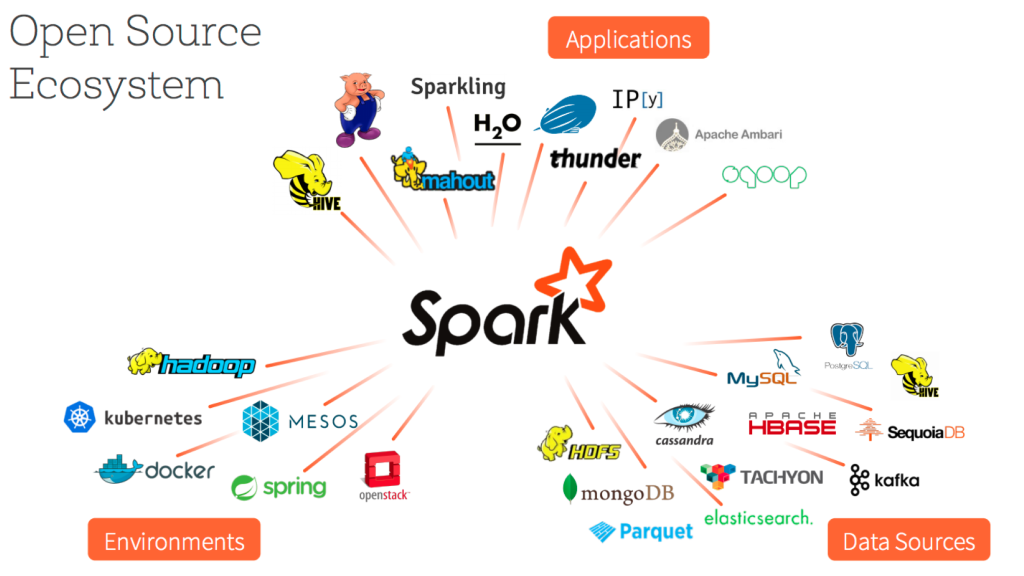 Open Source
Ecosystem
Applications
Sparkling
H2O
IP[y]
Apache Ambari
thunder
mahout
sqoop
HIVE
Spark
hadoop
kubernetes
MESOS
docker
spring
openstack
Environments
PostgreSQL
MySQL
HIVE
cassandra
APACHE
HBASE
SequoiaDB
HDFS
TACHYON
kafka
mongoDB
elasticsearch.
Parquet
Data Sources